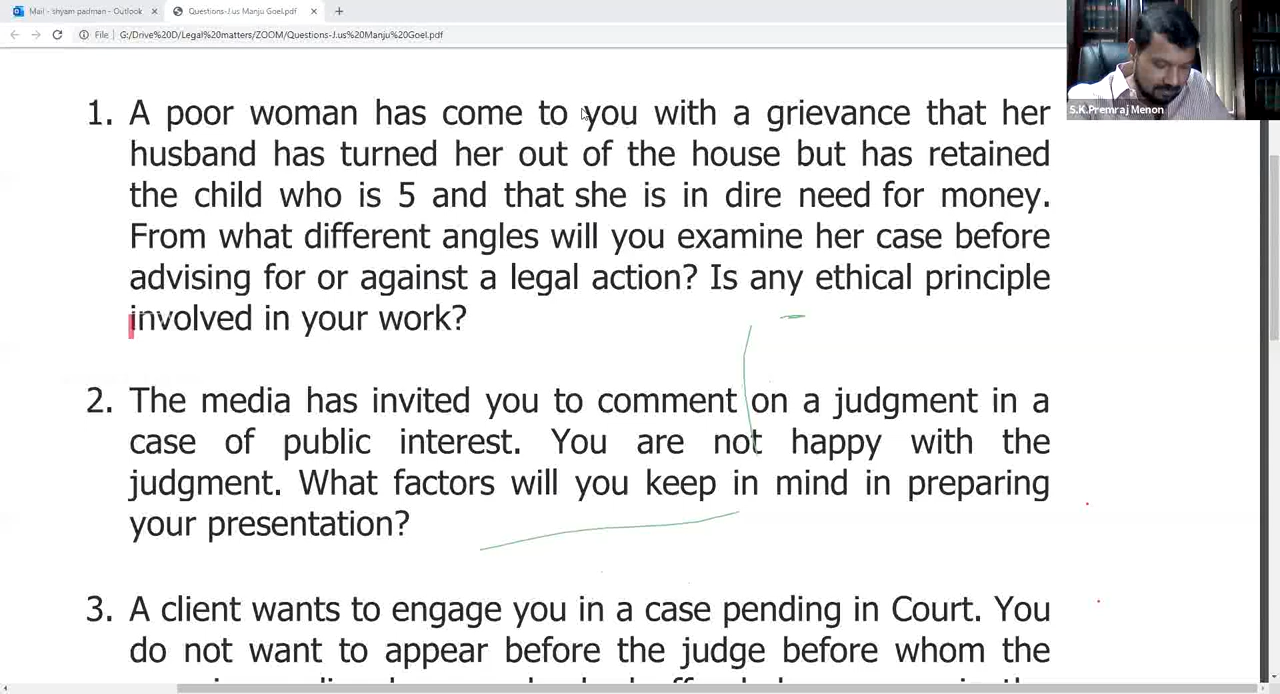 Mail - shyam padman - Outlook
Questions-J.us Manju Goel.pdf
File
G:/Drive%20D/Legal%20matters/ZOOM/Questions-J.us%20Manju%20Goel.pdf
S.K.Premraj Menon
1. A poor woman has come to you with a grievance that her
husband has turned her out of the house but has retained
the child who is 5 and that she is in dire need for money.
From what different angles will you examine her case before
advising for or against a legal action? Is any ethical principle
involved in your work?
2. The media has invited you to comment on a judgment in a
case of public interest. You are not happy with the
judgment. What factors will you keep in mind in preparing
your presentation?
3. A client wants to engage you in a case pending in Court. You
do not want to appear before the judge before whom the